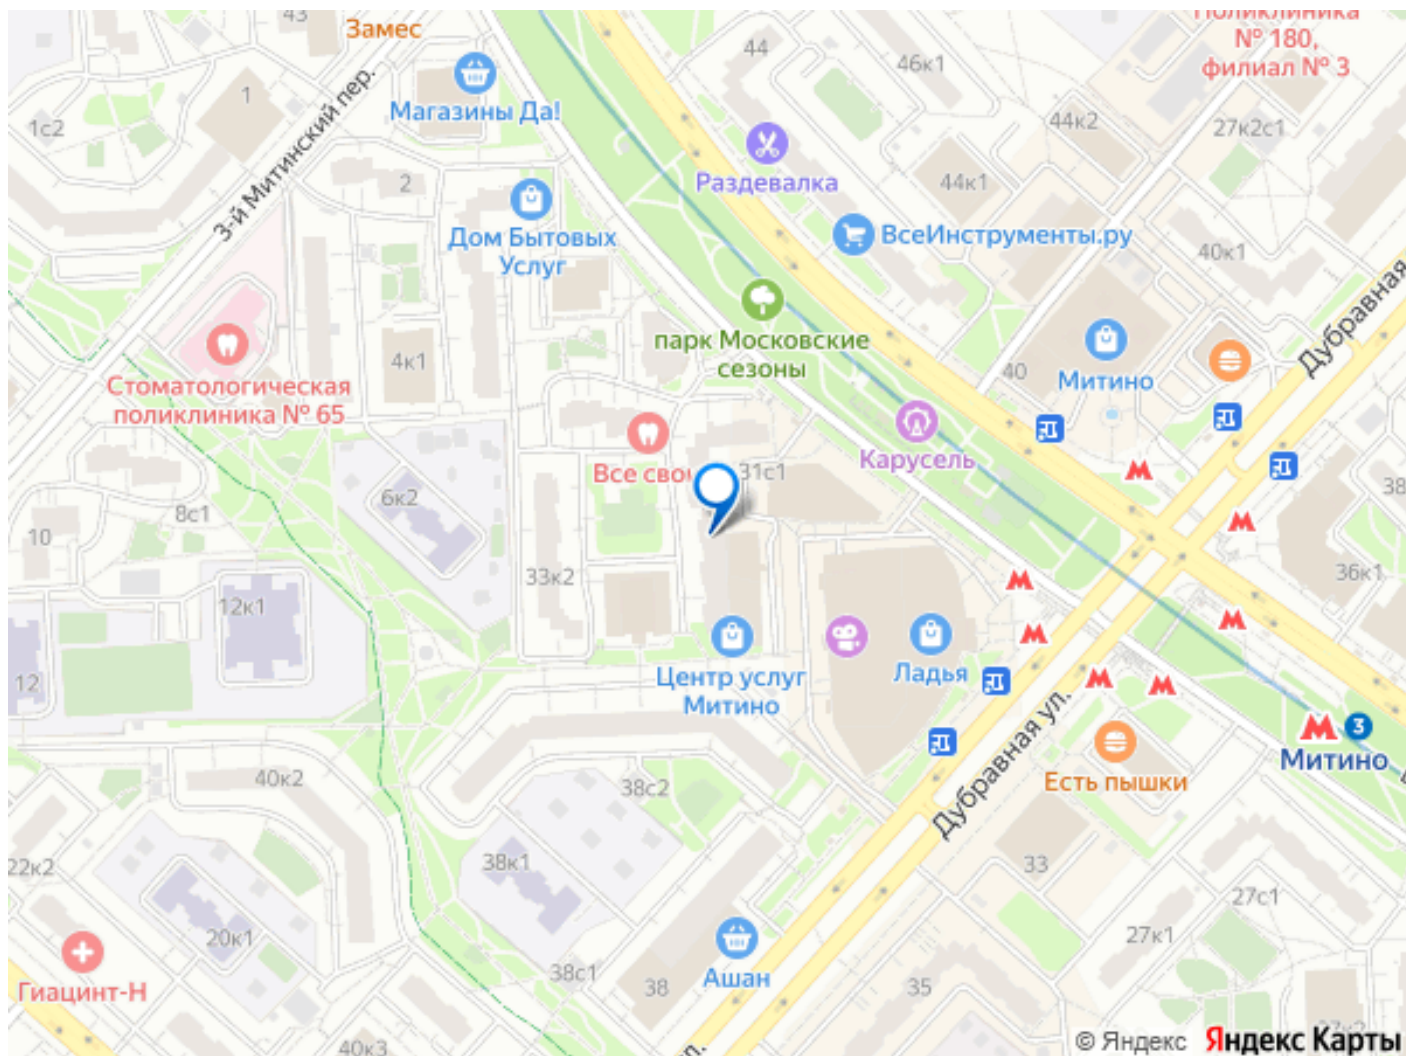 43
Замес
Поликлиника
№ 180,
филиал № 3
44
46к1
1
Магазины Да!
1с2
44к2
27к2с1
3-й Митинский пер.
2
Раздевалка
44к1
Дом Бытовых
Услуг
ВсеИнструменты.ру
40к1
Дубравная
парк Московские
сезоны
4к1
40
Митино
Стоматологическая
поликлиника № 65
Все свои
31с1
Карусель
38
6к2
8с1
10
33к2
36к1
12к1
12
Центр услуг
Митино
Ладья
Дубравная ул.
3
Митино
40к2
38с2
Есть пышки
22к2
38к1
33
27с1
20к1
27к1
Гиацинт-Н
38с1
38
Ашан
35
40к3
ул.
© Яндекс Яндекс Карты